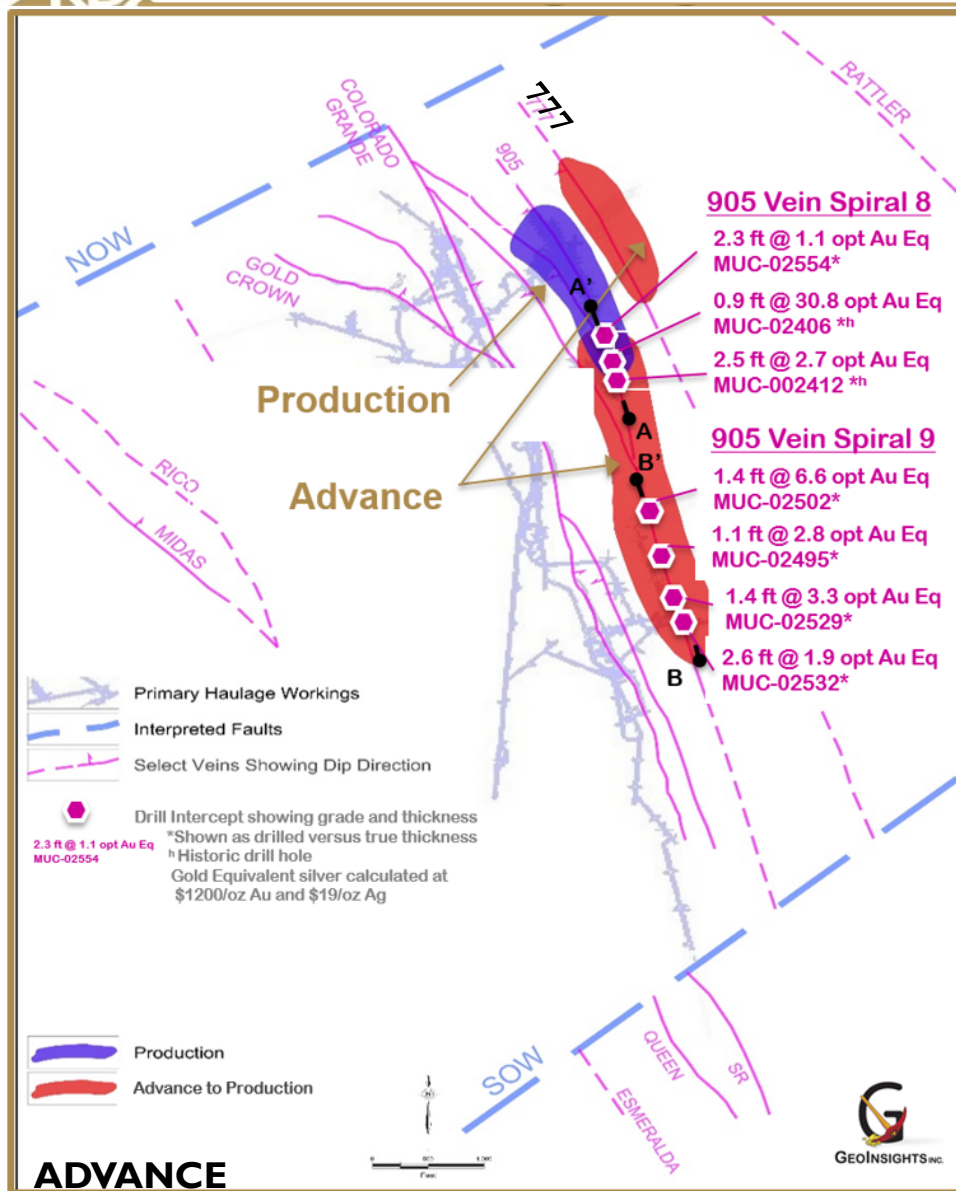 777
777
RATTLER
COLORADO
GRANDE
905
NOW
GOLD
CROWN
905 Vein Spiral 8
2.3 ft @ 1.1 opt Au Eq
MUC-02554*
A’
0.9 ft @ 30.8 opt Au Eq
MUC-02406 *ʰ
2.5 ft @ 2.7 opt Au Eq
MUC-002412 *ʰ
Production
A
905 Vein Spiral 9
B’
1.4 ft @ 6.6 opt Au Eq
MUC-02502*
Advance
RICO
MIDAS
1.1 ft @ 2.8 opt Au Eq
MUC-02495*
1.4 ft @ 3.3 opt Au Eq
MUC-02529*
2.6 ft @ 1.9 opt Au Eq
MUC-02532*
B
Primary Haulage Workings
Interpreted Faults
Select Veins Showing Dip Direction
Drill Intercept showing grade and thickness
*Shown as drilled versus true thickness
2.3 ft @ 1.1 opt Au Eq
MUC-02554
ʰ Historic drill hole
Gold Equivalent silver calculated at
$1200/oz Au and $19/oz Ag
Production
Advance to Production
SOW
QUEEN
SR
ESMERALDA
0
Feet
G
GEOINSIGHTS INC.
ADVANCE